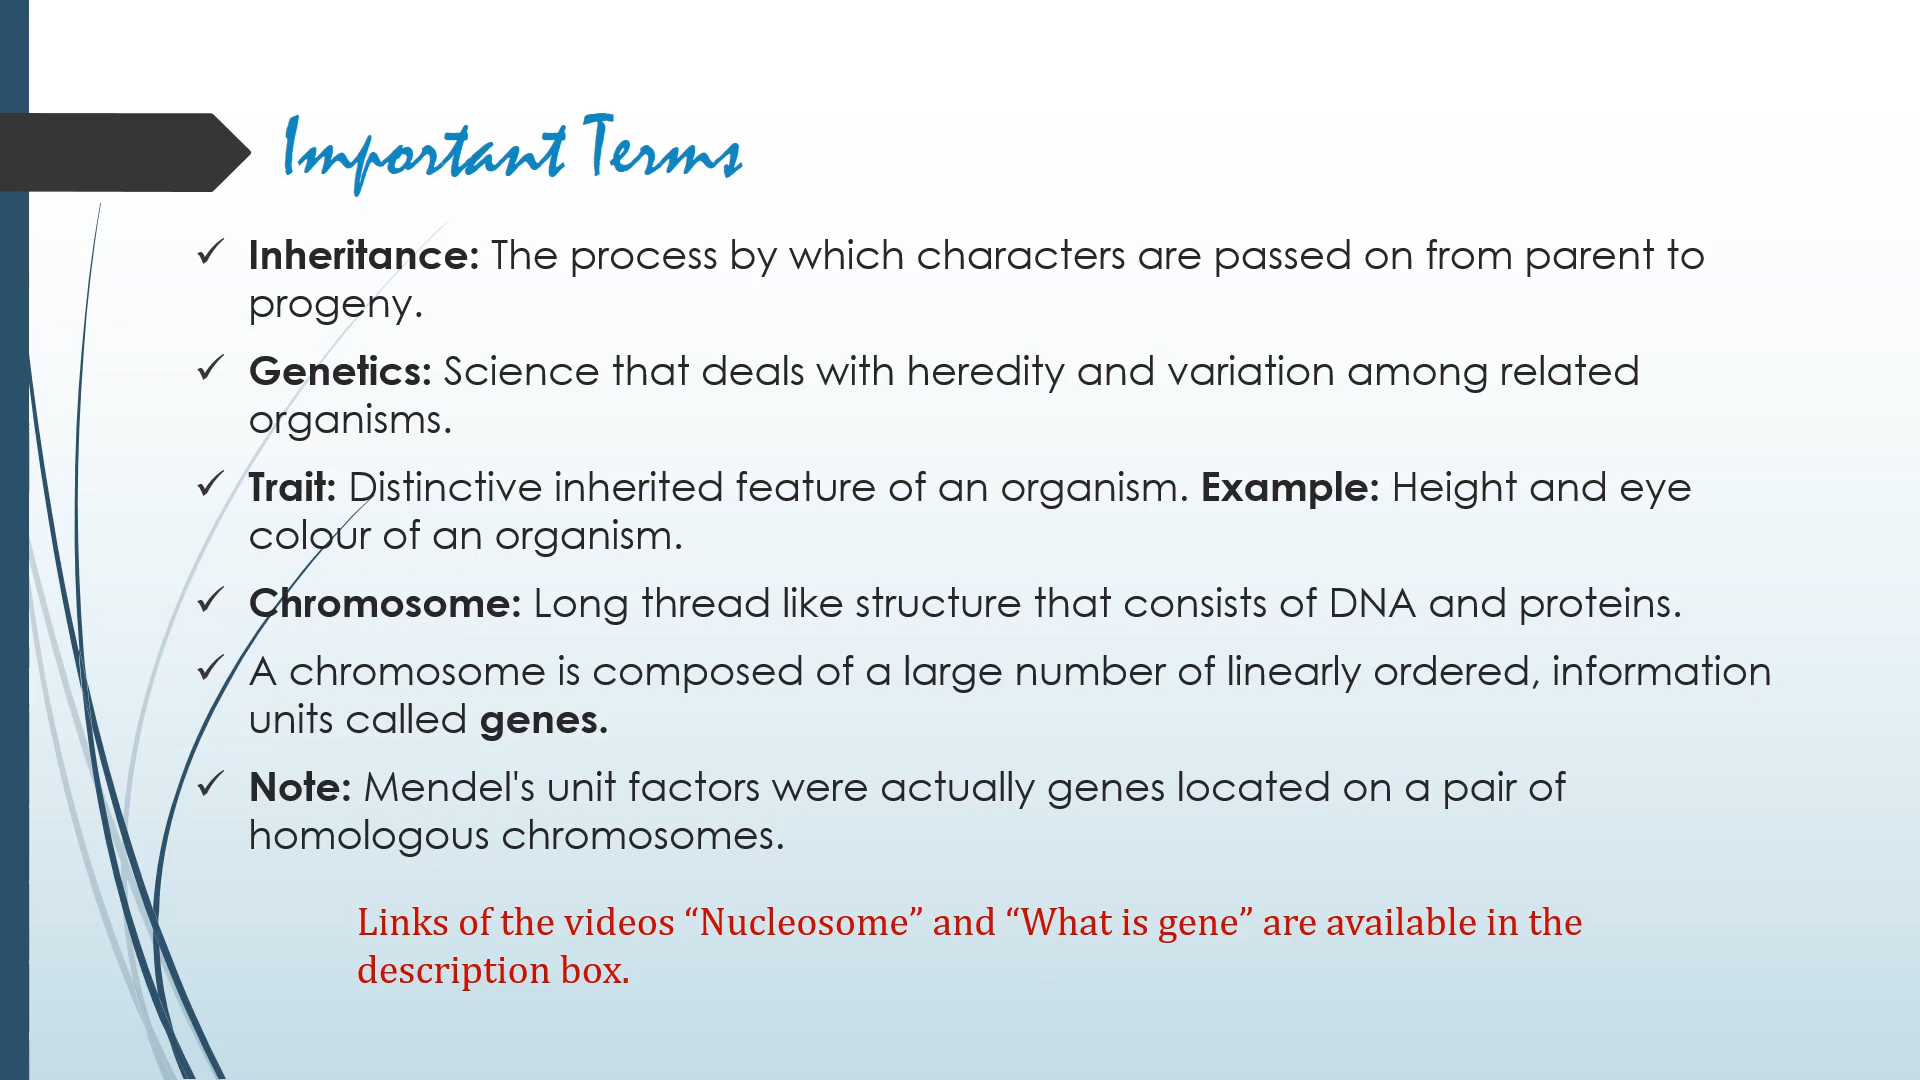 Important Terms
✓ Inheritance: The process by which characters are passed on from parent to
progeny.
✓ Genetics: Science that deals with heredity and variation among related
organisms.
✓ Trait: Distinctive inherited feature of an organism. Example: Height and eye
colour of an organism.
✓ Chromosome: Long thread like structure that consists of DNA and proteins.
✓ A chromosome is composed of a large number of linearly ordered, information
units called genes.
✓ Note: Mendel's unit factors were actually genes located on a pair of
homologous chromosomes.
Links of the videos “Nucleosome” and “What is gene” are available in the
description box.